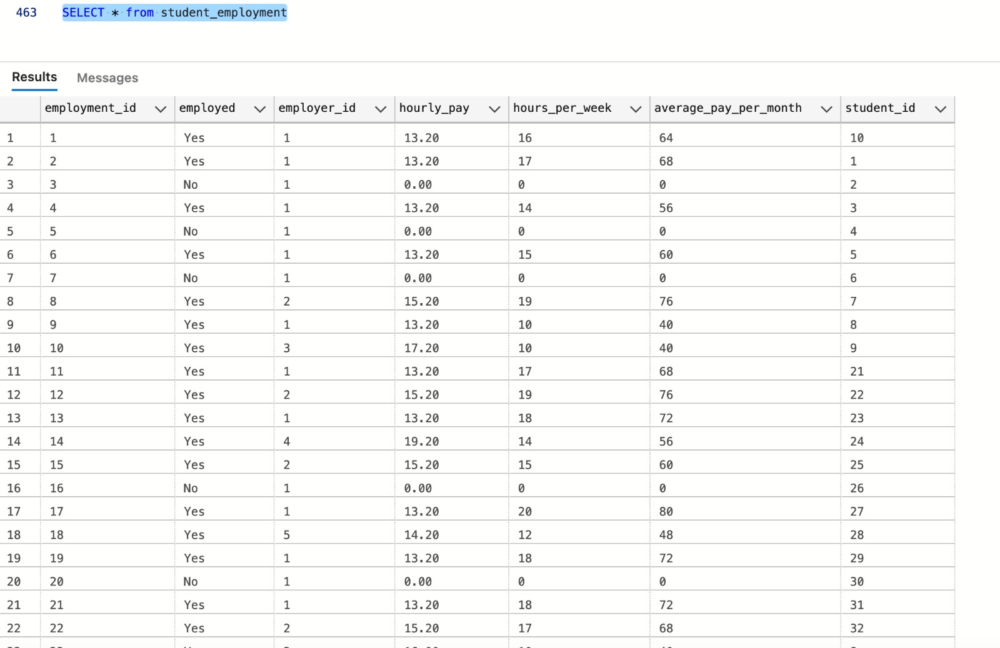 463 SELECT * from student_employment
Results Messages
employment_id employed employer_id hourly_pay hours_per_week average_pay_per_month student_id
1 1 Yes 1 13.20 16 64 10
2 2 Yes 1 13.20 17 68 1
3 3 No 1 0.00 0 0 2
4 4 Yes 1 13.20 14 56 3
5 5 No 1 0.00 0 0 4
6 6 Yes 1 13.20 15 60 5
7 7 No 1 0.00 0 0 6
8 8 Yes 2 15.20 19 76 7
9 9 Yes 1 13.20 10 40 8
10 10 Yes 3 17.20 10 40 9
11 11 Yes 1 13.20 17 68 21
12 12 Yes 2 15.20 19 76 22
13 13 Yes 1 13.20 18 72 23
14 14 Yes 4 19.20 14 56 24
15 15 Yes 2 15.20 15 60 25
16 16 No 1 0.00 0 0 26
17 17 Yes 1 13.20 20 80 27
18 18 Yes 5 14.20 12 48 28
19 19 Yes 1 13.20 18 72 29
20 20 No 1 0.00 0 0 30
21 21 Yes 1 13.20 18 72 31
22 22 Yes 2 15.20 17 68 32